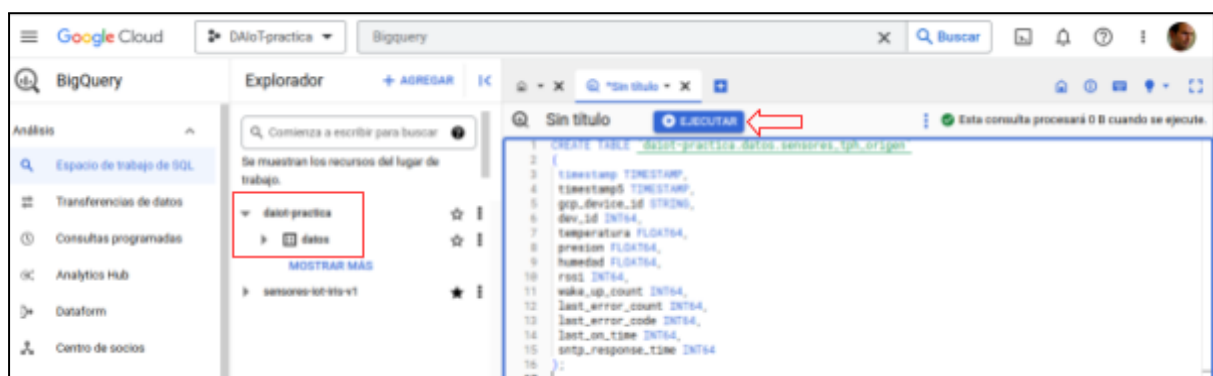 Google Cloud DAIoT-practica Bigquery Buscar
BigQuery
Explorador + AGREGAR
*Sin título
Análisis
Sin título EJECUTAR Esta consulta procesará 0 B cuando se ejecute.
Comienza a escribir para buscar
Se muestran los recursos del lugar de
trabajo.
Espacio de trabajo de SQL
Transferencias de datos
Consultas programadas
Analytics Hub
Dataform
Centro de socios
daiot-practica
datos
MOSTRAR MÁS
sensores-iot-iris-v1
1 CREATE TABLE `daiot-practica.datos.sensores_tph_origen`
2 (
3 timestamp TIMESTAMP,
4 timestamp5 TIMESTAMP,
5 gcp_device_id STRING,
6 dev_id INT64,
7 temperatura FLOAT64,
8 presion FLOAT64,
9 humedad FLOAT64,
10 rssi INT64,
11 wake_up_count INT64,
12 last_error_count INT64,
13 last_error_code INT64,
14 last_on_time INT64,
15 sntp_response_time INT64
16 );